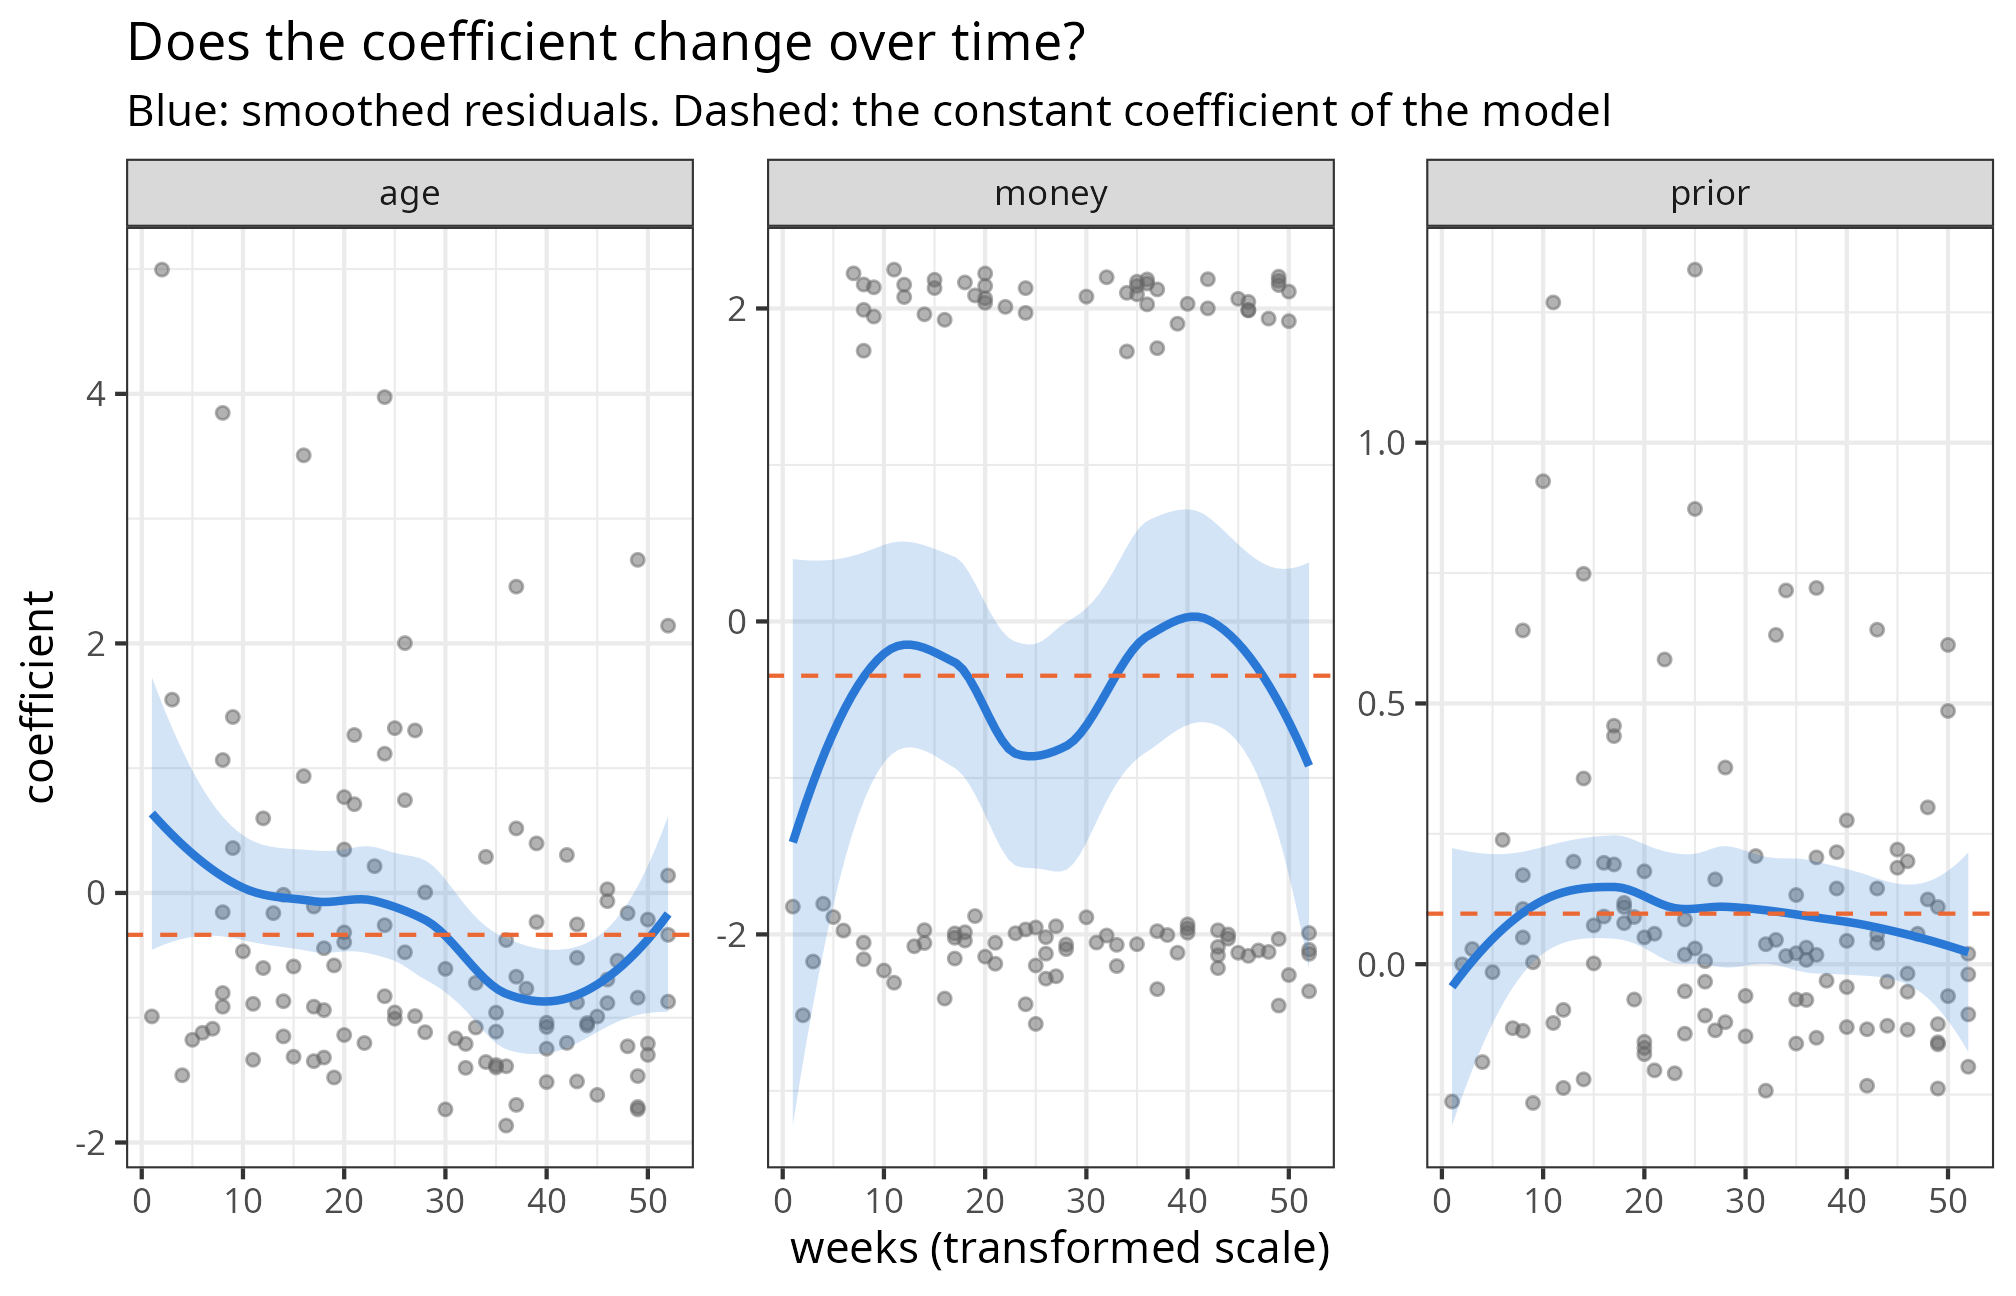 Does the coefficient change over time?
Blue: smoothed residuals. Dashed: the constant coefficient of the model
age
money
prior
coefficient
4
2
0
-2
2
0
-2
1.0
0.5
0.0
0 10 20 30 40 50
0 10 20 30 40 50
0 10 20 30 40 50
weeks (transformed scale)